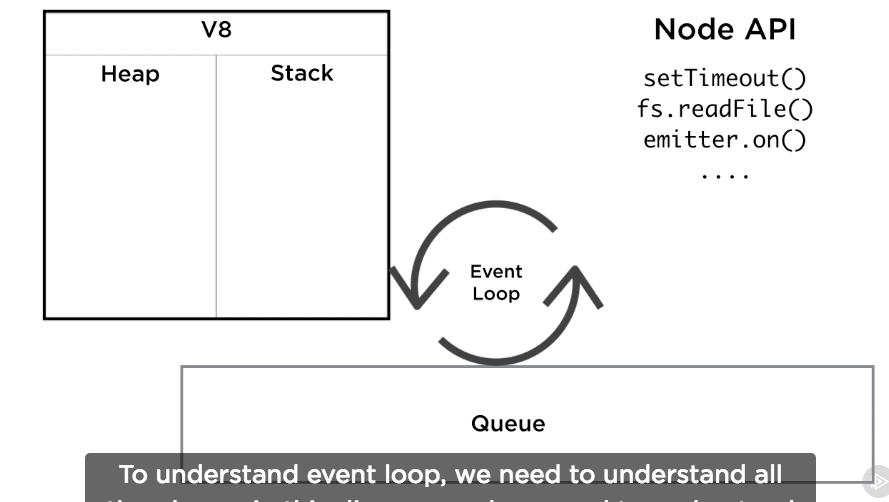 V8
Heap
Stack
Node API
setTimeout()
fs.readFile()
emitter.on()
....
Event
Loop
Queue
To understand event loop, we need to understand all